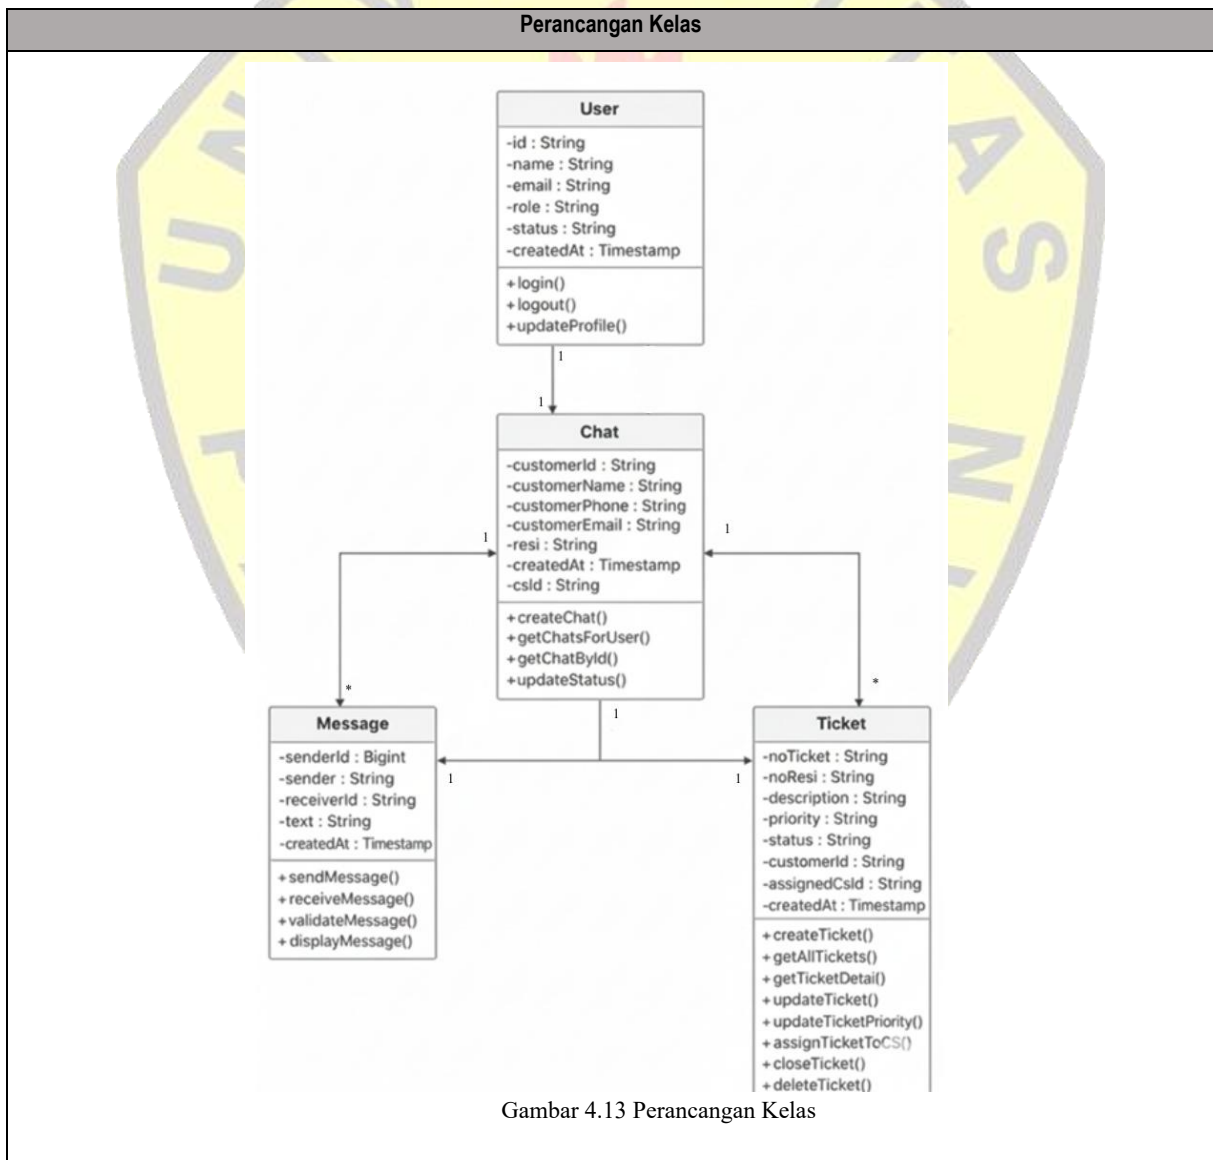 Perancangan Kelas
User
-id : String
-name : String
-email : String
-role : String
-status : String
-createdAt : Timestamp
+login()
+logout()
+updateProfile()
1
1
Chat
-customerId : String
-customerName : String
-customerPhone : String
-customerEmail : String
-resi : String
-createdAt : Timestamp
-csId : String
+createChat()
+getChatsForUser()
+getChatById()
+updateStatus()
1
1
*
*
1
1
1
Message
-senderId : Bigint
-sender : String
-receiverId : String
-text : String
-createdAt : Timestamp
+sendMessage()
+receiveMessage()
+validateMessage()
+displayMessage()
Ticket
-noTicket : String
-noResi : String
-description : String
-priority : String
-status : String
-customerId : String
-assignedCsId : String
-createdAt : Timestamp
+createTicket()
+getAllTickets()
+getTicketDetai()
+updateTicket()
+updateTicketPriority()
+assignTicketToCS()
+closeTicket()
+deleteTicket()
Gambar 4.13 Perancangan Kelas